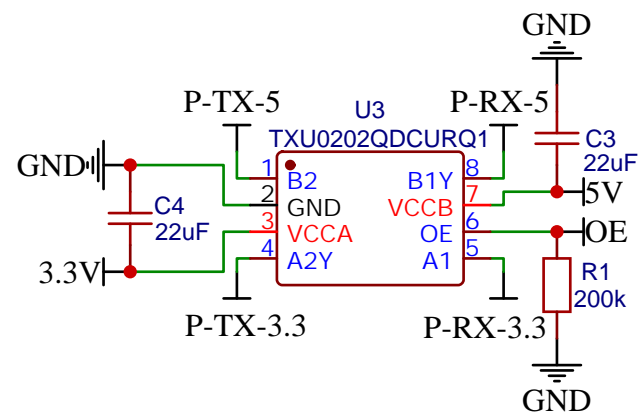 GND
P-TX-5
U3
P-RX-5
TXU0202QDCURQ1
C3
22uF
GND
1
B2
B1Y
8
2
GND
VCCB
7
5V
C4
22uF
3
VCCA
OE
6
OE
3.3V
4
A2Y
A1
5
R1
200k
P-TX-3.3
P-RX-3.3
GND